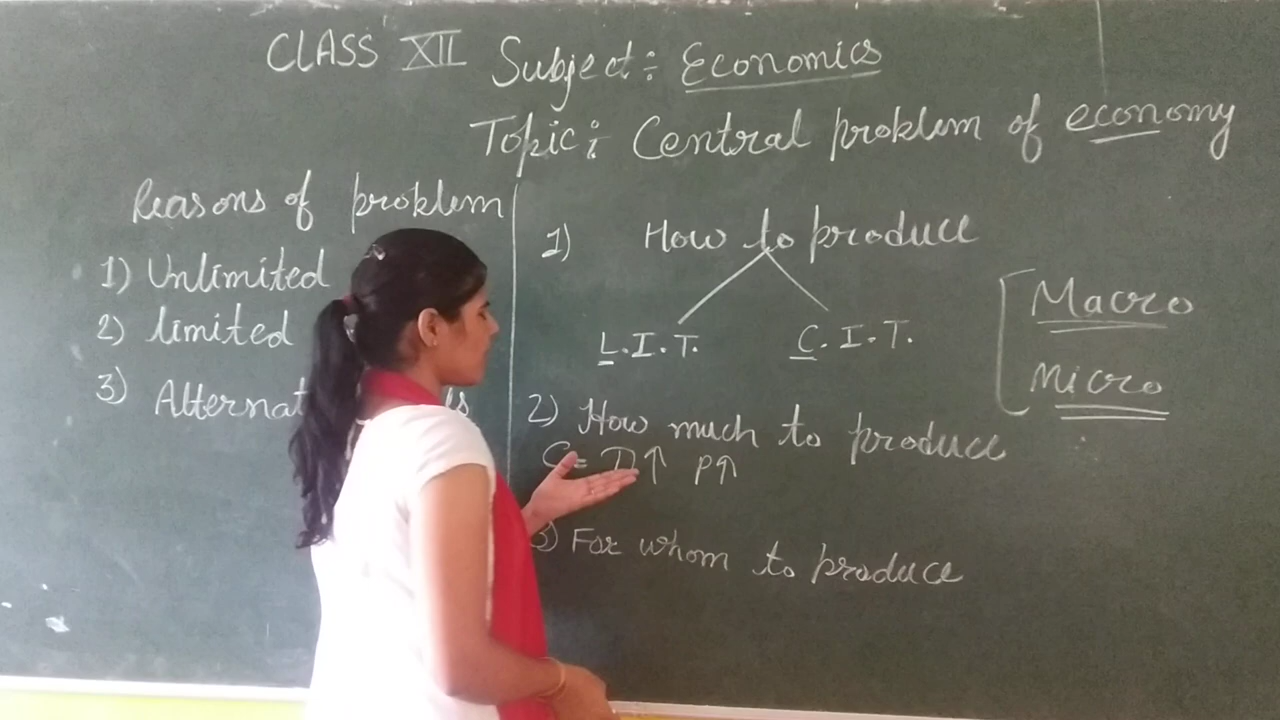 CLASS XII Subject: Economics
Topic: Central problem of economy
Reasons of problem
1) Unlimited
2) limited
3)
1) How to produce
L.I.T. C.I.T.
2) How much to produce
C = D↑ P↑
3) For whom to produce
Macro
Micro